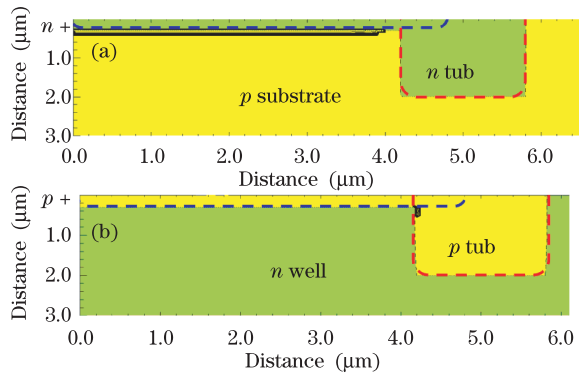 n +
(a)
n tub
p substrate
1.0
2.0
3.0
Distance (μm)
0.0 1.0 2.0 3.0 4.0 5.0 6.0
Distance (μm)
p +
(b)
p tub
n well
1.0
2.0
3.0
Distance (μm)
0.0 1.0 2.0 3.0 4.0 5.0 6.0
Distance (μm)